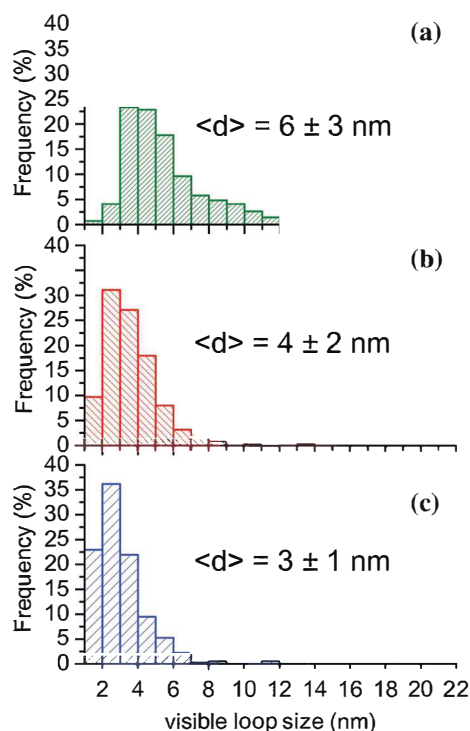 (a)
40
35
30
25
20
15
10
5
0
Frequency (%)
<d> = 6 ± 3 nm
(b)
40
30
20
10
0
Frequency (%)
<d> = 4 ± 2 nm
(c)
40
35
30
25
20
15
10
5
0
Frequency (%)
<d> = 3 ± 1 nm
2 4 6 8 10 12 14 16 18 20 22
visible loop size (nm)